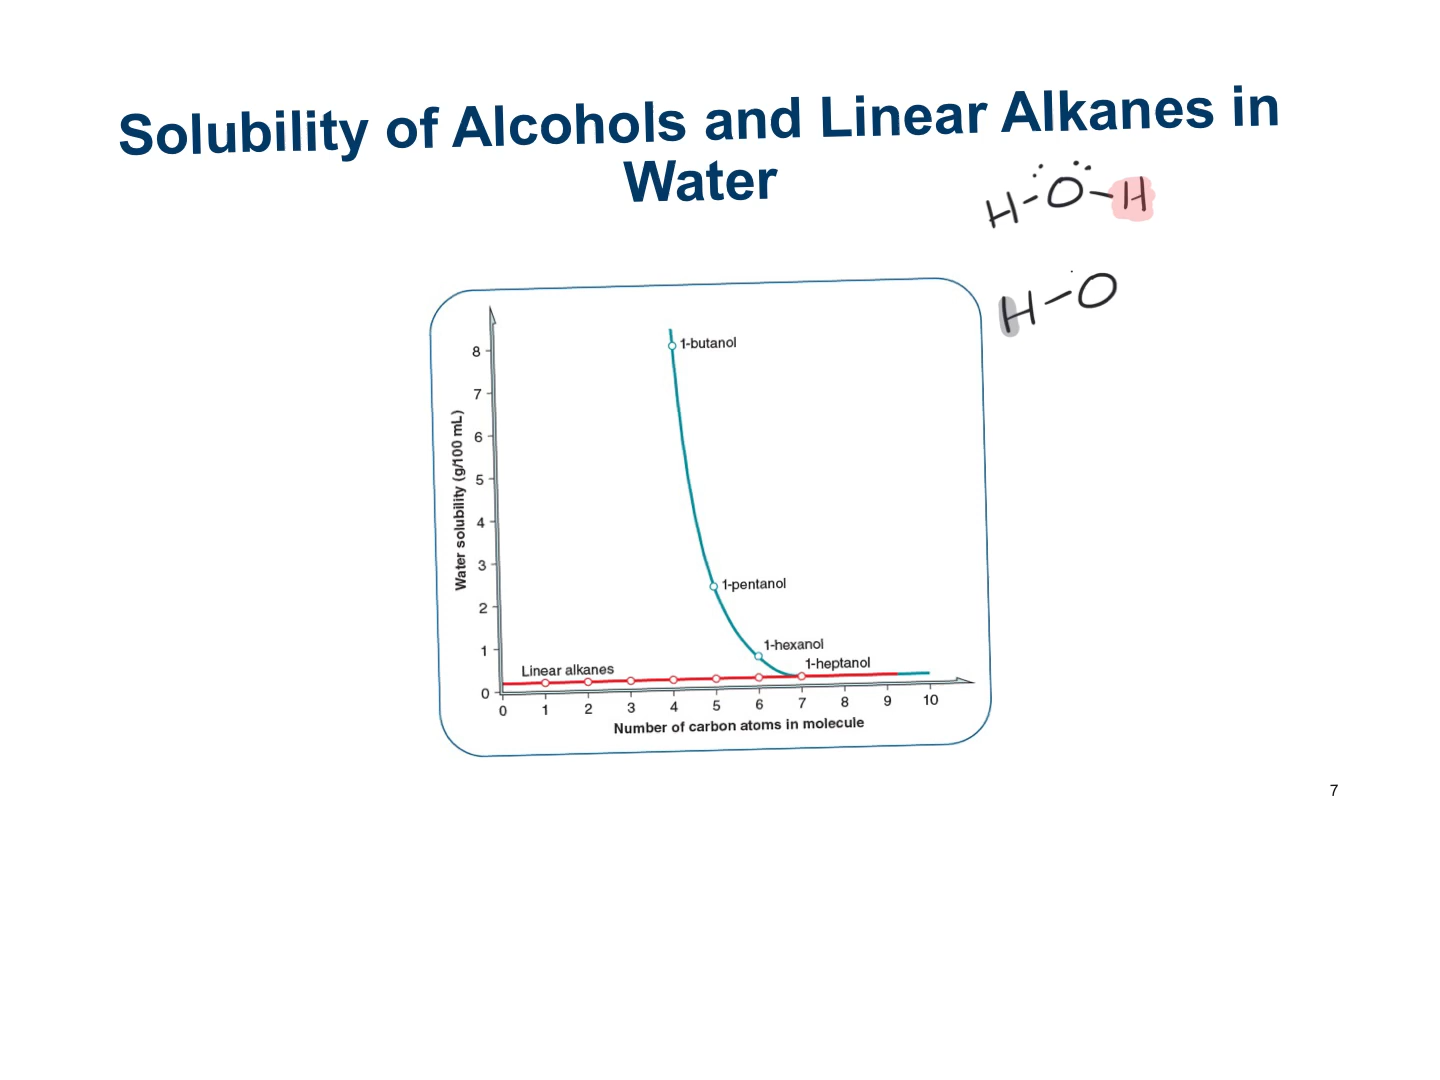 Solubility of Alcohols and Linear Alkanes in
Water
H-Ö-H
H-O
8
1-butanol
7
6
5
4
3
1-pentanol
2
1
1-hexanol
1-heptanol
Linear alkanes
0
0 1 2 3 4 5 6 7 8 9 10
Water solubility (g/100 mL)
Number of carbon atoms in molecule
7